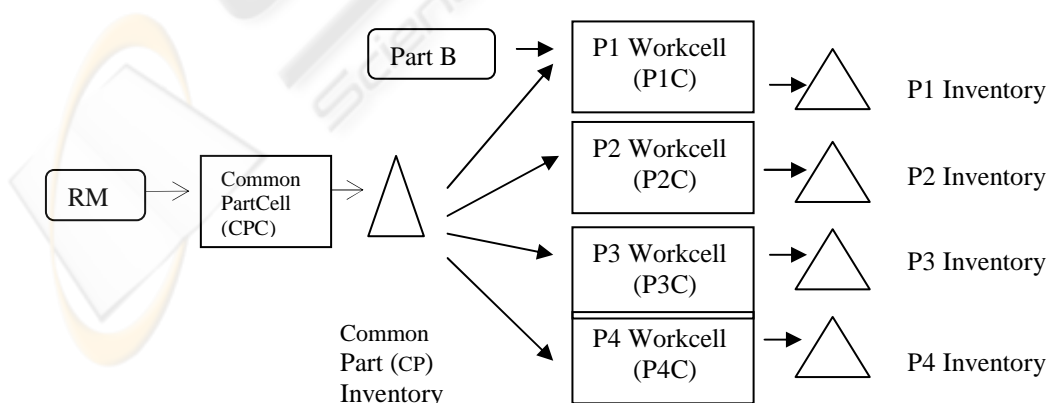 Part B
P1 Workcell
(P1C)
P1 Inventory
P2 Workcell
(P2C)
P2 Inventory
RM
Common
PartCell
(CPC)
P3 Workcell
(P3C)
P3 Inventory
Common
Part (CP)
Inventory
P4 Workcell
(P4C)
P4 Inventory